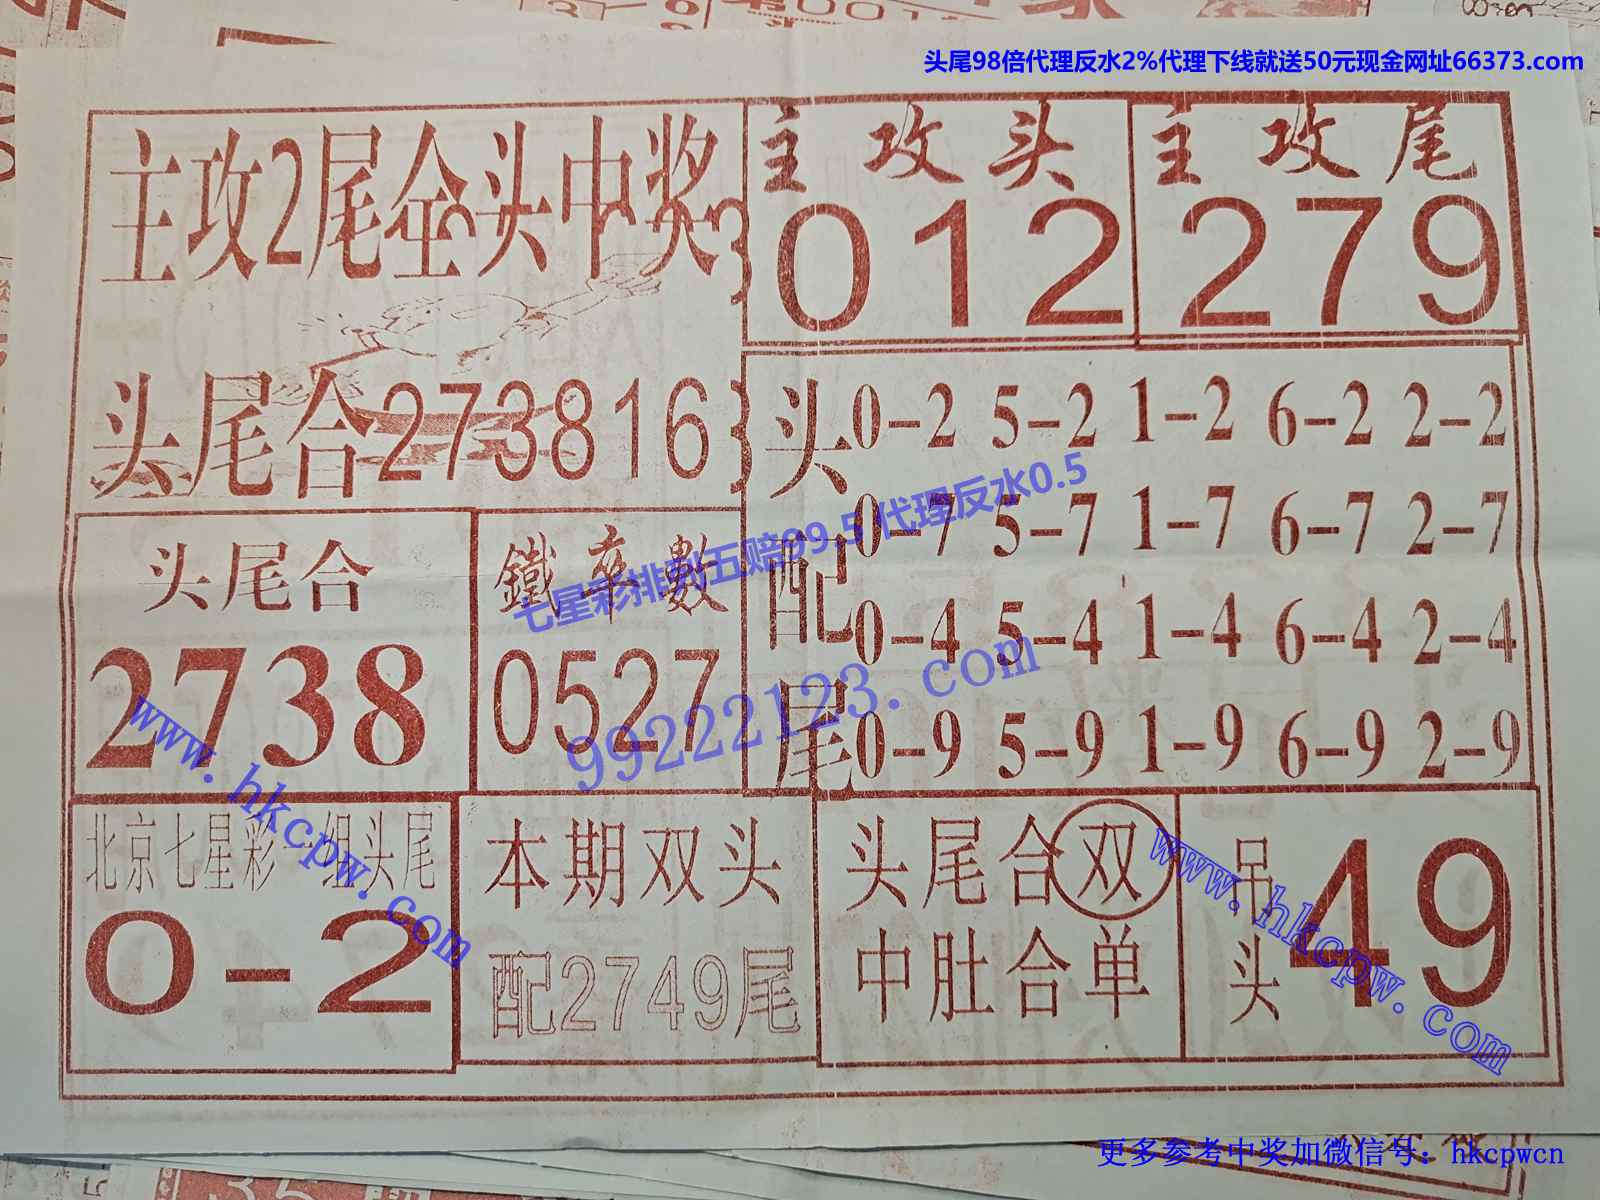 头尾98倍代理反水2%代理下线就送50元现金网址66373.com
主攻2尾全头中奖
主攻头
012
主攻尾
279
头尾合273816
头配尾
0-2 5-2 1-2 6-2 2-2
0-7 5-7 1-7 6-7 2-7
0-4 5-4 1-4 6-4 2-4
0-9 5-9 1-9 6-9 2-9
头尾合
2738
鐵卒數
0527
七星彩排列五赔99.5 代理反水0.5
99222123.com
www.hkcpw.com
北京七星彩一组头尾
0-2
本期双头
配2749尾
头尾合双
中肚合单
吊头
49
www.hkcpw.com
更多参考中奖加微信号：hkcpwcn